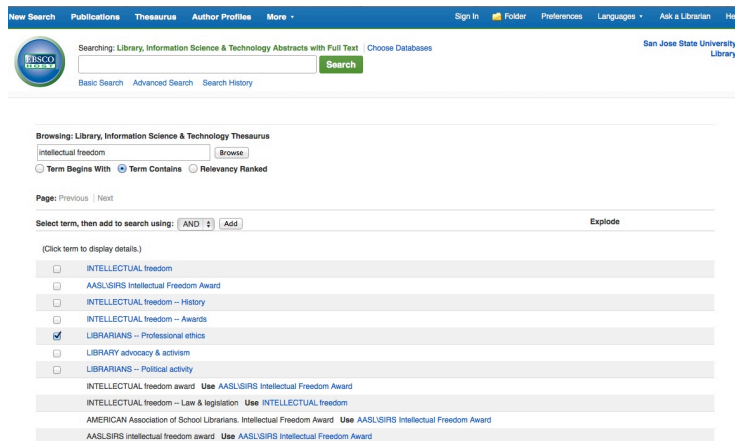 New Search Publications Thesaurus Author Profiles More Sign In Folder Preferences Languages Ask a Librarian He
EBSCO
HOST
Searching: Library, Information Science & Technology Abstracts with Full Text Choose Databases
San Jose State University
Library
Search
Basic Search Advanced Search Search History
Browsing: Library, Information Science & Technology Thesaurus
intellectual freedom Browse
Term Begins With Term Contains Relevancy Ranked
Page: Previous | Next
Select term, then add to search using: AND Add Explode
(Click term to display details.)
INTELLECTUAL freedom
AASL\SIRS Intellectual Freedom Award
INTELLECTUAL freedom -- History
INTELLECTUAL freedom -- Awards
LIBRARIANS -- Professional ethics
LIBRARY advocacy & activism
LIBRARIANS -- Political activity
INTELLECTUAL freedom award Use AASL\SIRS Intellectual Freedom Award
INTELLECTUAL freedom -- Law & legislation Use INTELLECTUAL freedom
AMERICAN Association of School Librarians. Intellectual Freedom Award Use AASL\SIRS Intellectual Freedom Award
AASLSIRS intellectual freedom award Use AASL\SIRS Intellectual Freedom Award